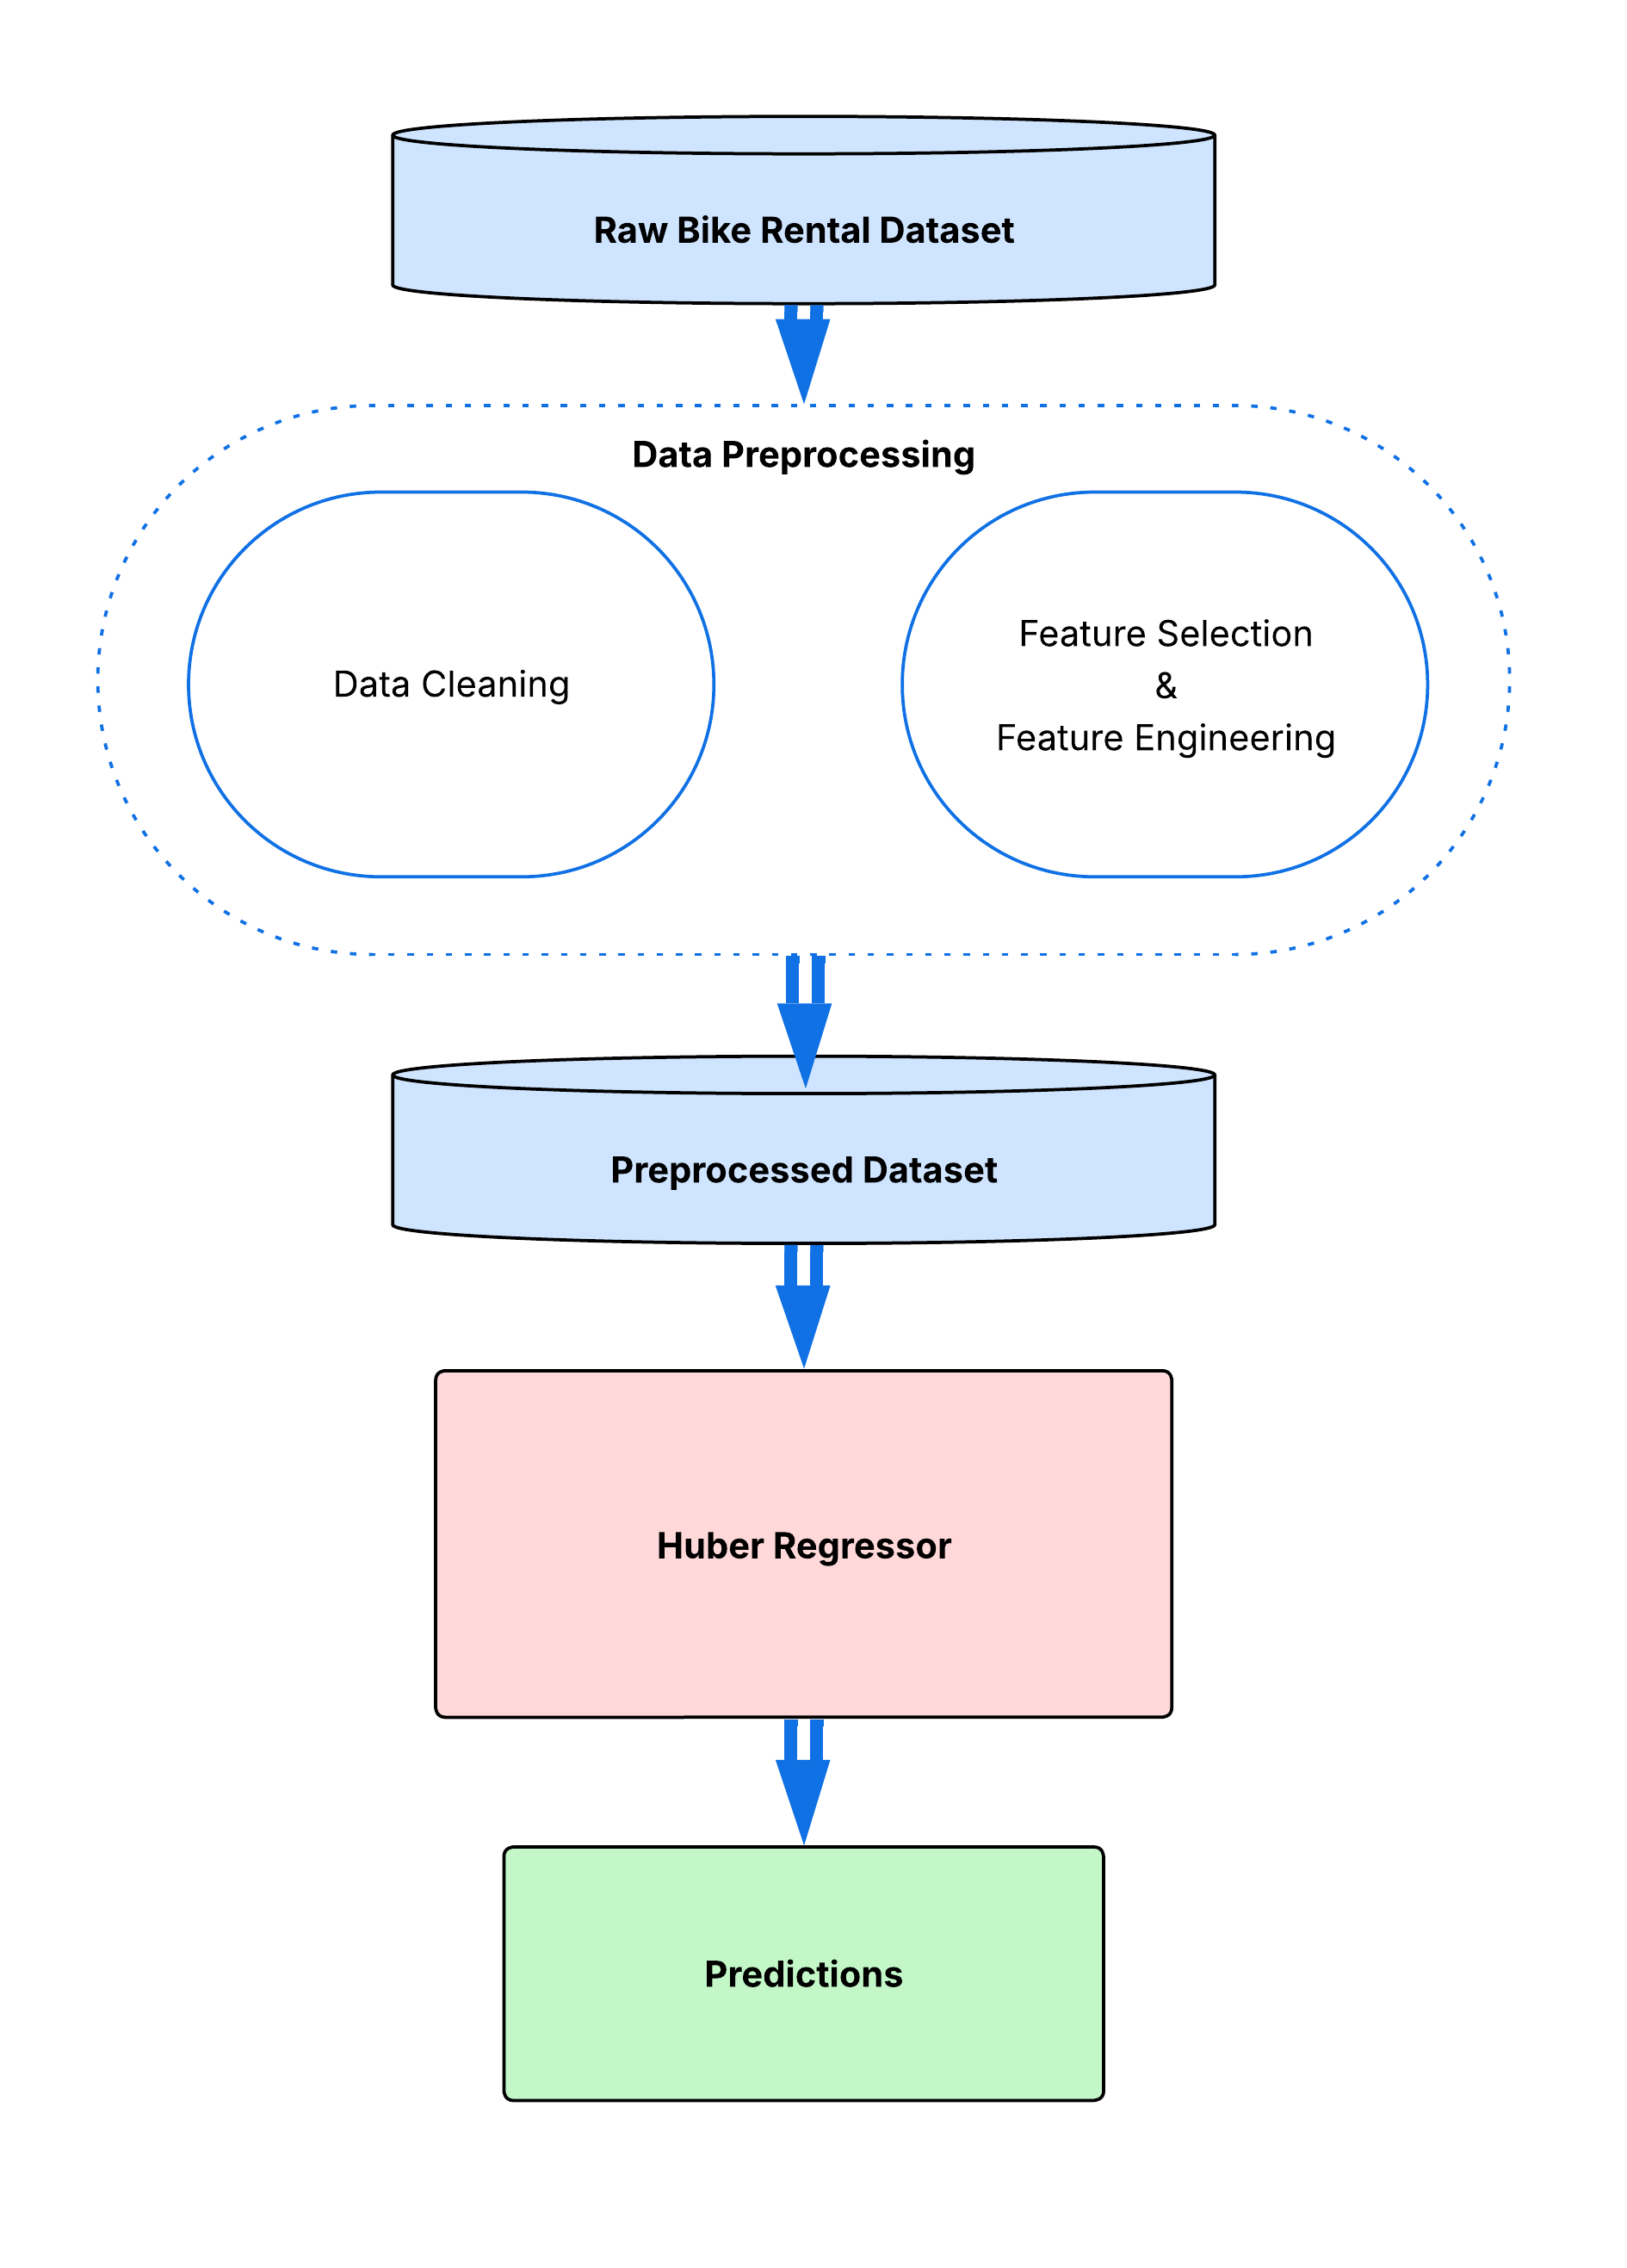 Raw Bike Rental Dataset
Data Preprocessing
Data Cleaning
Feature Selection
&
Feature Engineering
Preprocessed Dataset
Huber Regressor
Predictions